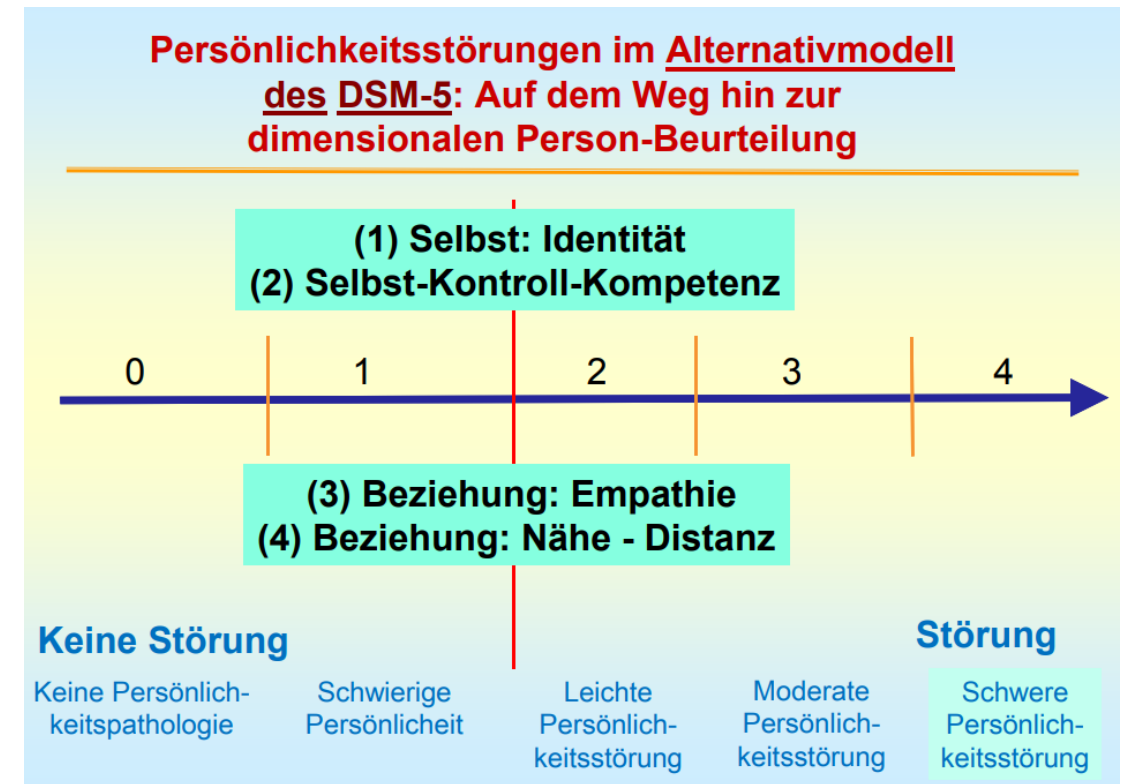 Persönlichkeitsstörungen im Alternativmodell
des DSM-5: Auf dem Weg hin zur
dimensionalen Person-Beurteilung
(1) Selbst: Identität
(2) Selbst-Kontroll-Kompetenz
0 1 2 3 4
(3) Beziehung: Empathie
(4) Beziehung: Nähe - Distanz
Keine Störung
Störung
Keine Persönlich-
keitspathologie
Schwierige
Persönlicheit
Leichte
Persönlich-
keitsstörung
Moderate
Persönlich-
keitsstörung
Schwere
Persönlich-
keitsstörung